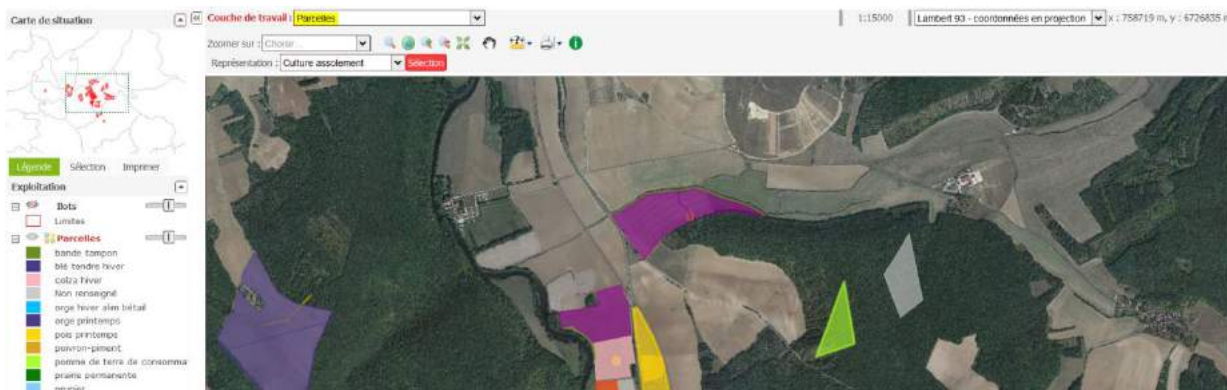 Carte de situation
Couche de travail : Parcelles
1:15000
Lambert 93 - coordonnées en projection
x : 758719 m, y : 6726835 m
Zoomer sur : Choisir...
Représentation : Culture assolement
Sélection
Légende Sélection Imprimer
Exploitation
Ilots
Limites
Parcelles
bande tampon
blé tendre hiver
colza hiver
Non renseigné
orge hiver alim bétail
orge printemps
pois printemps
poivron-piment
pomme de terre de consomma
prairie permanente
prunier